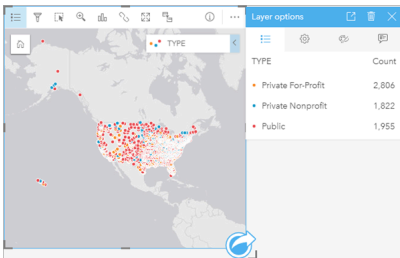 Layer options
TYPE
TYPE Count
Private For-Profit 2,806
Private Nonprofit 1,822
Public 1,955